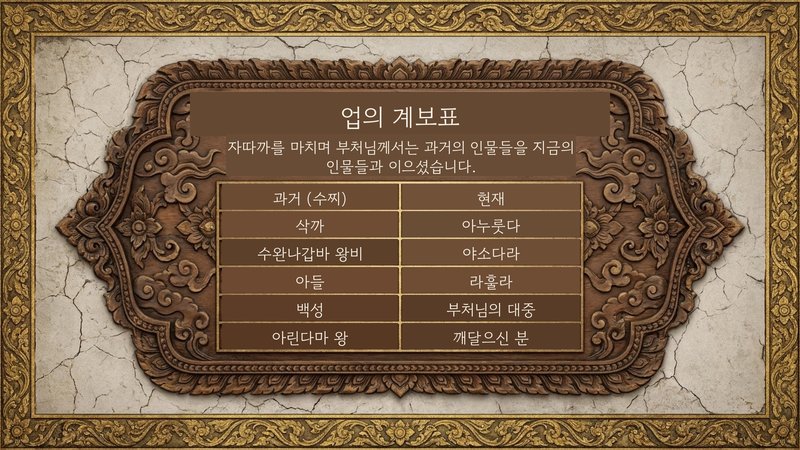 업의 계보표
자따까를 마치며 부처님께서는 과거의 인물들을 지금의
인물들과 이으셨습니다.
과거 (수찌) 현재
삭까 아누룻다
수완나갑바 왕비 야소다라
아들 라훌라
백성 부처님의 대중
아린다마 왕 깨달으신 분